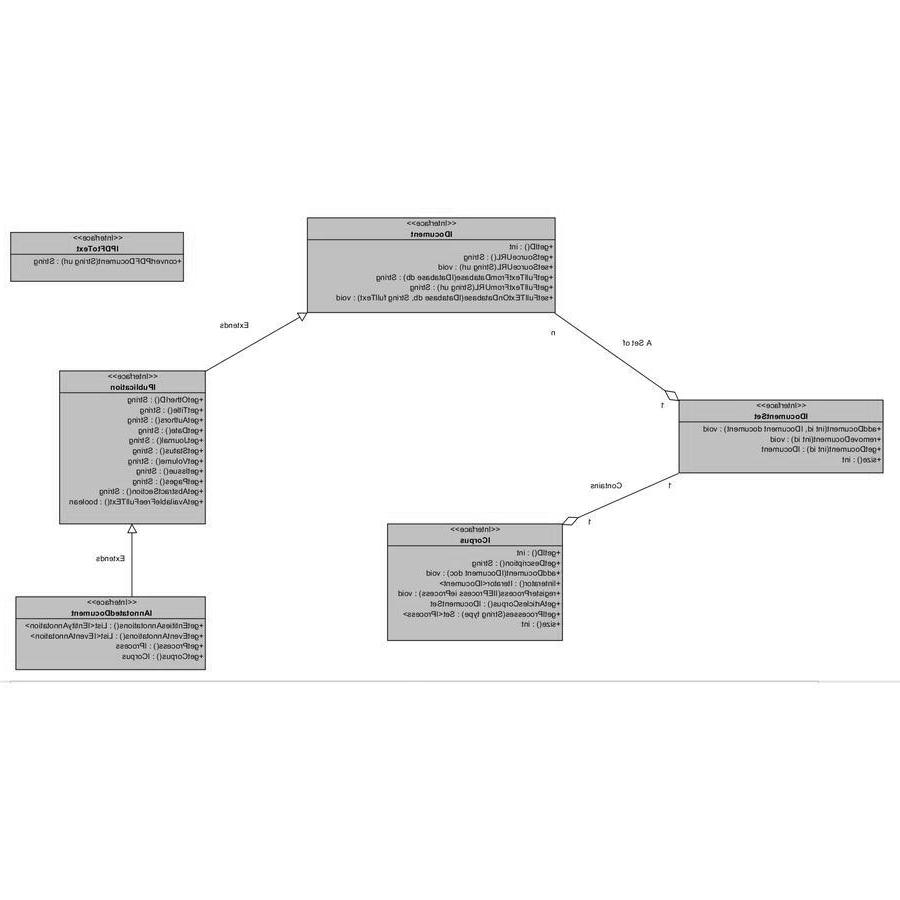 <<Interface>>
IPDFToText
+convertPDFDocument(String url) : String
<<Interface>>
IDocument
+getID() : int
+getSourceURL() : String
+setSourceURL(String url) : void
+getFullTextFromDatabase(IDatabase db) : String
+getFullTextFromURL(String url) : String
+setFullTExtOnDatabase(IDatabase db, String fullText) : void
Extends
n
A Set of
1
<<Interface>>
IPublication
+getOtherID() : String
+getTitle() : String
+getAuthors() : String
+getDate() : String
+getJournal() : String
+getStatus() : String
+getVolume() : String
+getIssue() : String
+getPages() : String
+getAbstractSection() : String
+getAvailableFreeFullTExt() : boolean
<<Interface>>
IDocumentSet
+addDocument(int id, IDocument document) : void
+removeDovement(int id) : void
+getDocument(int id) : IDocument
+size() : int
1
Contains
1
<<Interface>>
ICorpus
+getID() : int
+getDescription() : String
+addDocument(IDocument doc) : void
+iinterator() : Iterator<IDocument>
+registerProcess(IIEProcess ieProcess) : void
+getArticlesCorpus() : IDocumentSet
+getIProcesses(String type) : Set<IProcess>
+size() : int
Extends
<<Interface>>
IAnnotatedDocument
+getEntitiesAnnotations() : List<IEntityAnnotation>
+getEventAnnotations() : List<IEventAnnotation>
+getProcess() : IProcess
+getCorpus() : ICorpus